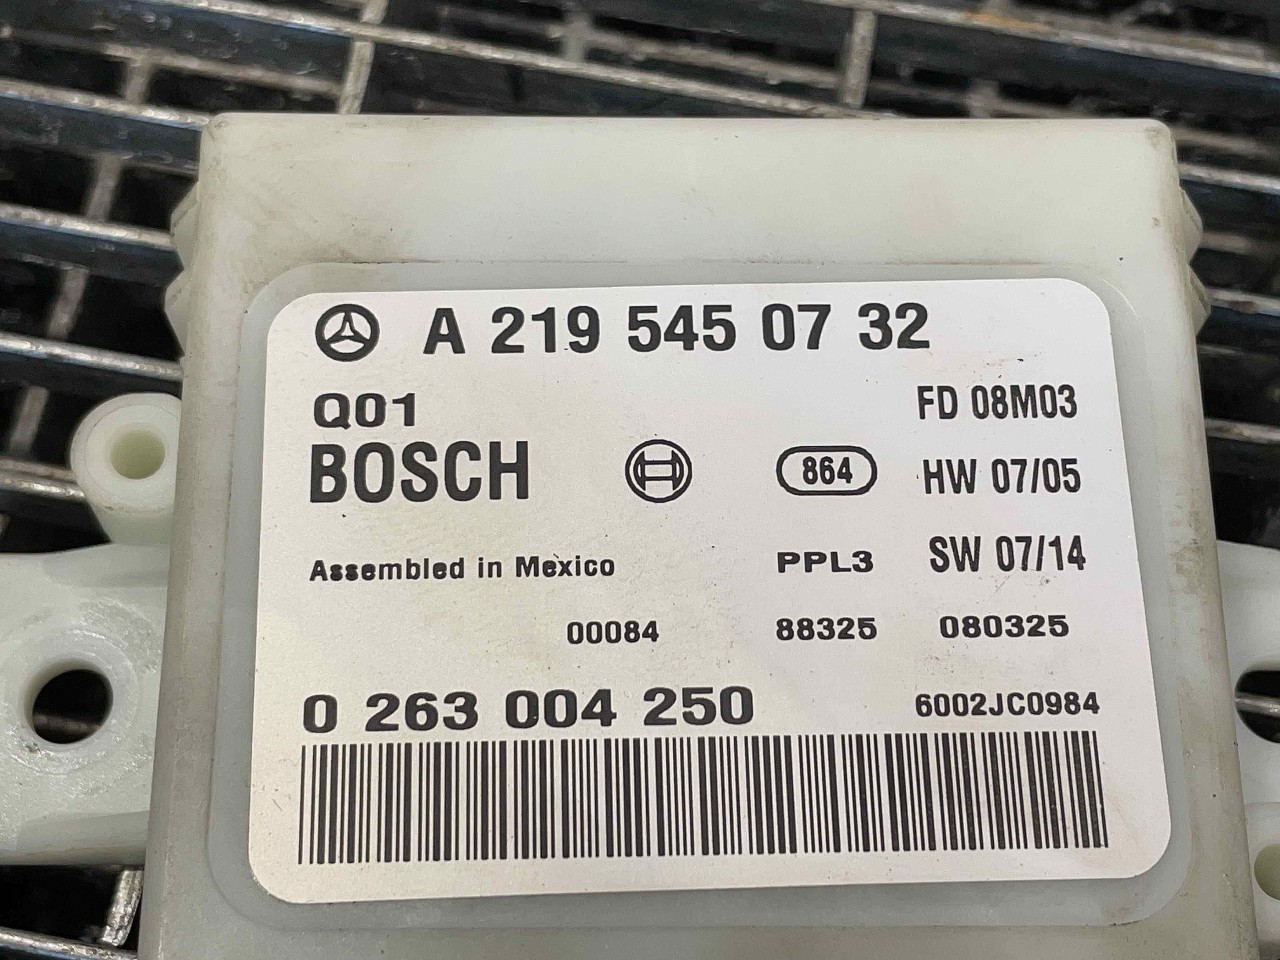 A 219 545 07 32
Q01
FD 08M03
BOSCH
864
HW 07/05
Assembled in Mexico
PPL3
SW 07/14
00084
88325
080325
0 263 004 250
6002JC0984